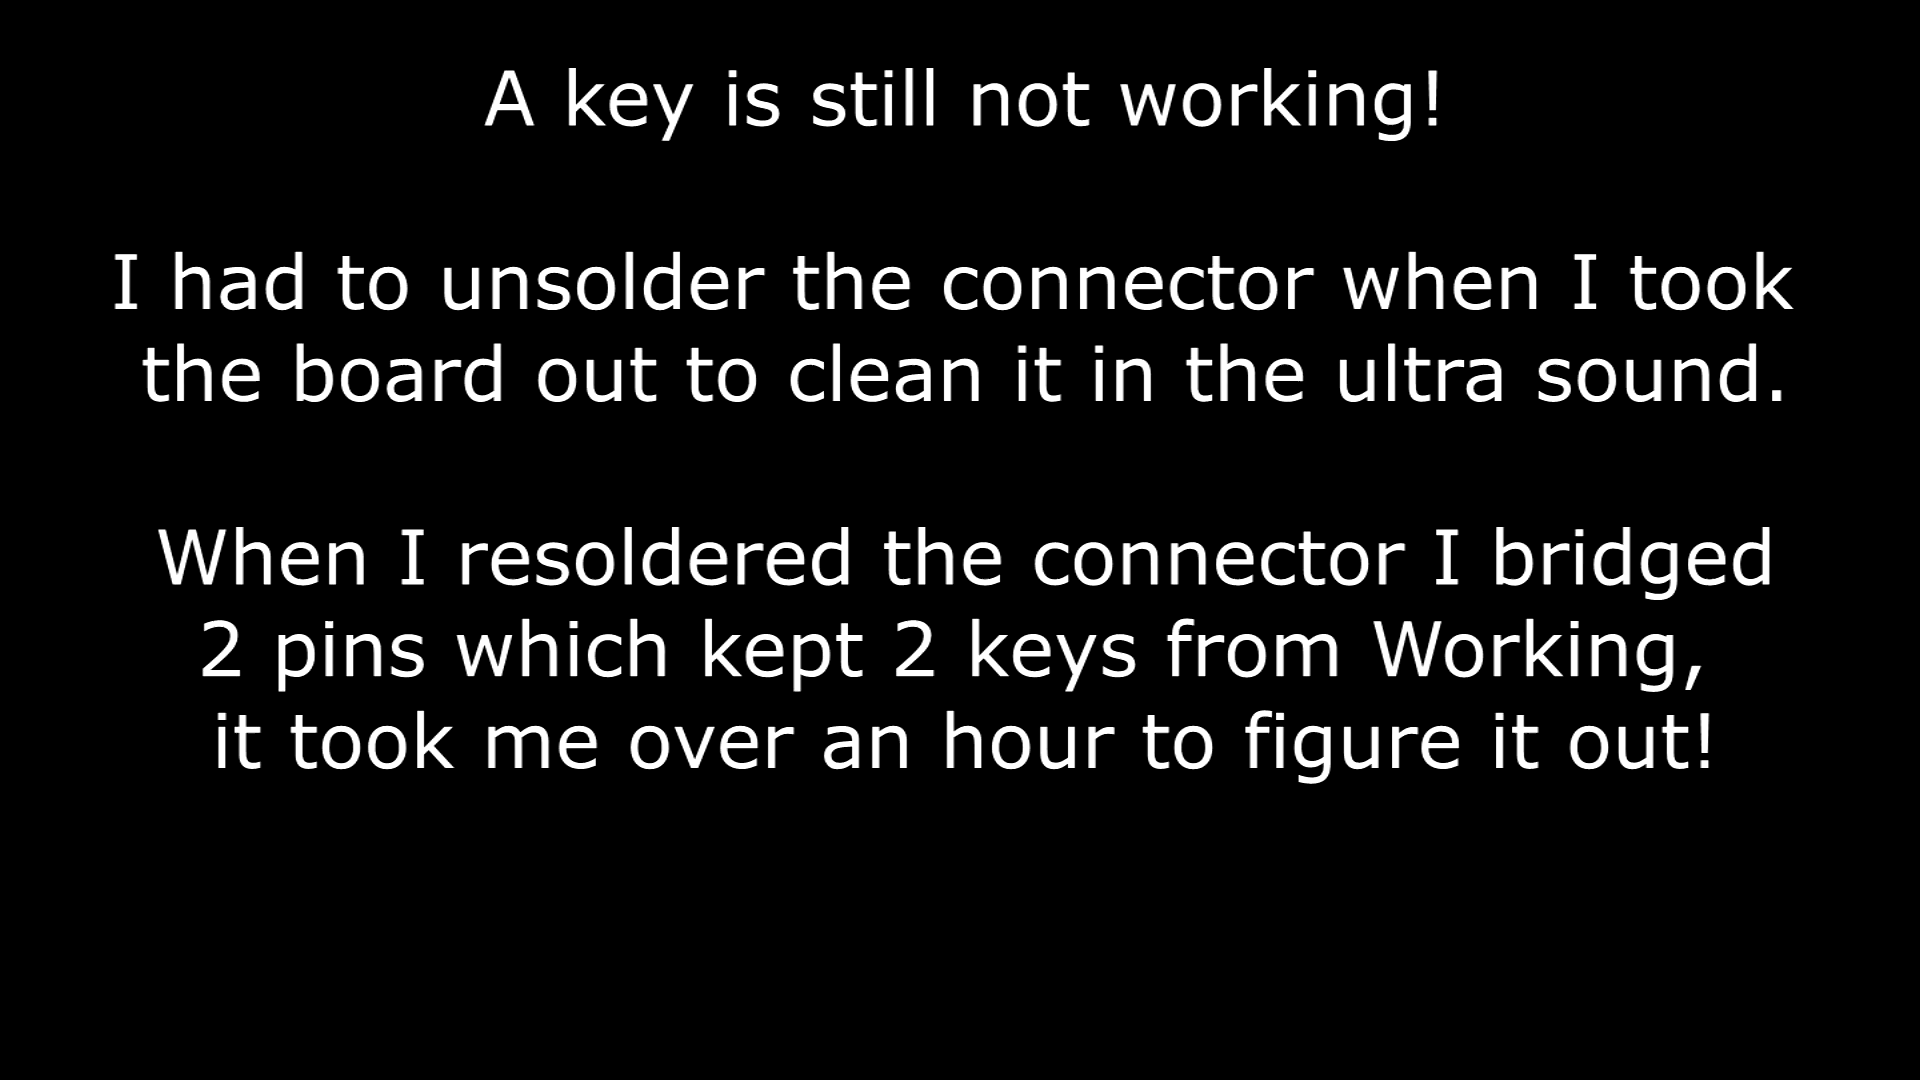 A key is still not working!
I had to unsolder the connector when I took
the board out to clean it in the ultra sound.
When I resoldered the connector I bridged
2 pins which kept 2 keys from Working,
it took me over an hour to figure it out!